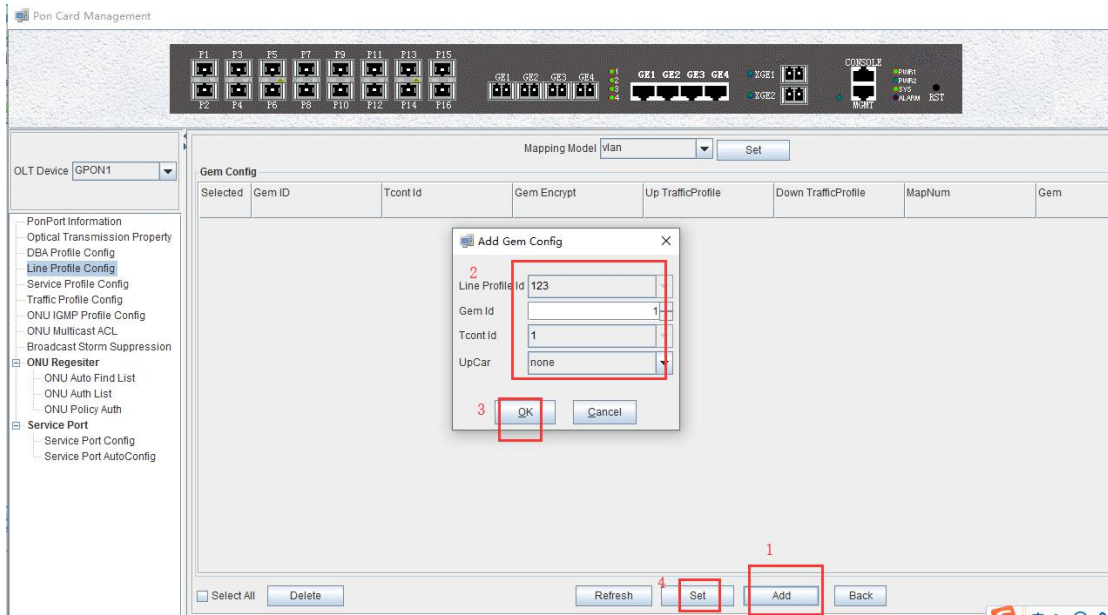 Pon Card Management
P1 P3 P5 P7 P9 P11 P13 P15
P2 P4 P6 P8 P10 P12 P14 P16
GE1 GE2 GE3 GE4
1
2
3
4
GE1 GE2 GE3 GE4
XGE1
XGE2
CONSOLE
MGMT
PWR1
PWR2
SYS
ALARM
RST
OLT Device GPON1
Mapping Model vlan Set
Gem Config
Selected Gem ID Tcont Id Gem Encrypt Up TrafficProfile Down TrafficProfile MapNum Gem
PonPort Information
Optical Transmission Property
DBA Profile Config
Line Profile Config
Service Profile Config
Traffic Profile Config
ONU IGMP Profile Config
ONU Multicast ACL
Broadcast Storm Suppression
ONU Regesiter
ONU Auto Find List
ONU Auth List
ONU Policy Auth
Service Port
Service Port Config
Service Port AutoConfig
Add Gem Config
2
Line Profile Id 123
Gem Id 1
Tcont Id 1
UpCar none
3 OK Cancel
1
4
Select All Delete Refresh Set Add Back